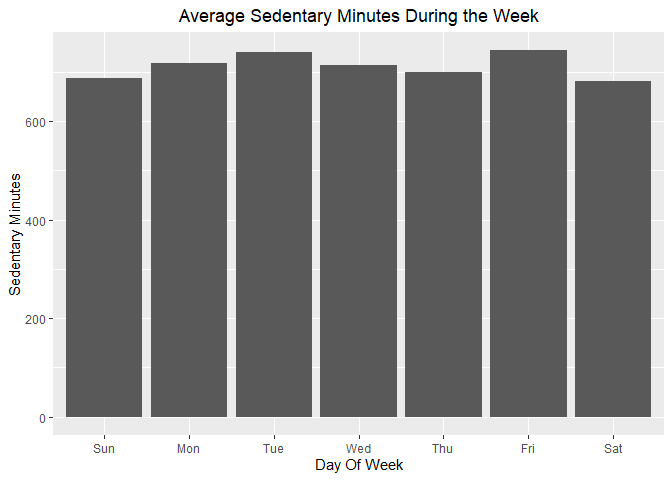 Average Sedentary Minutes During the Week
Sedentary Minutes
600
400
200
0
Sun Mon Tue Wed Thu Fri Sat
Day Of Week